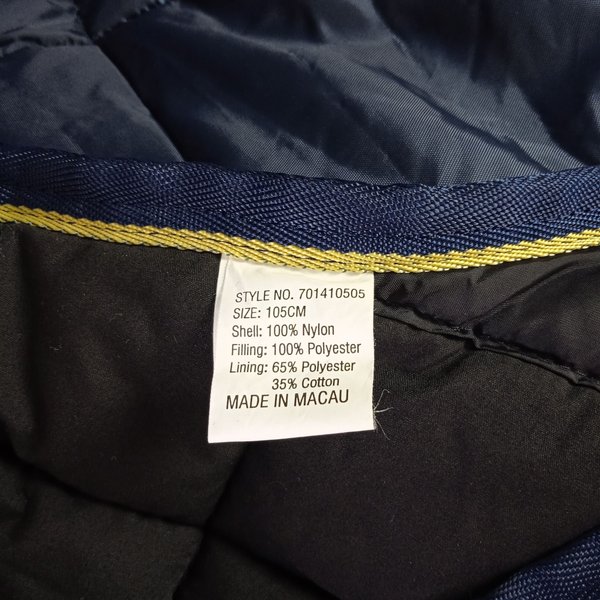 STYLE NO. 701410505
SIZE: 105CM
Shell: 100% Nylon
Filling: 100% Polyester
Lining: 65% Polyester
35% Cotton
MADE IN MACAU